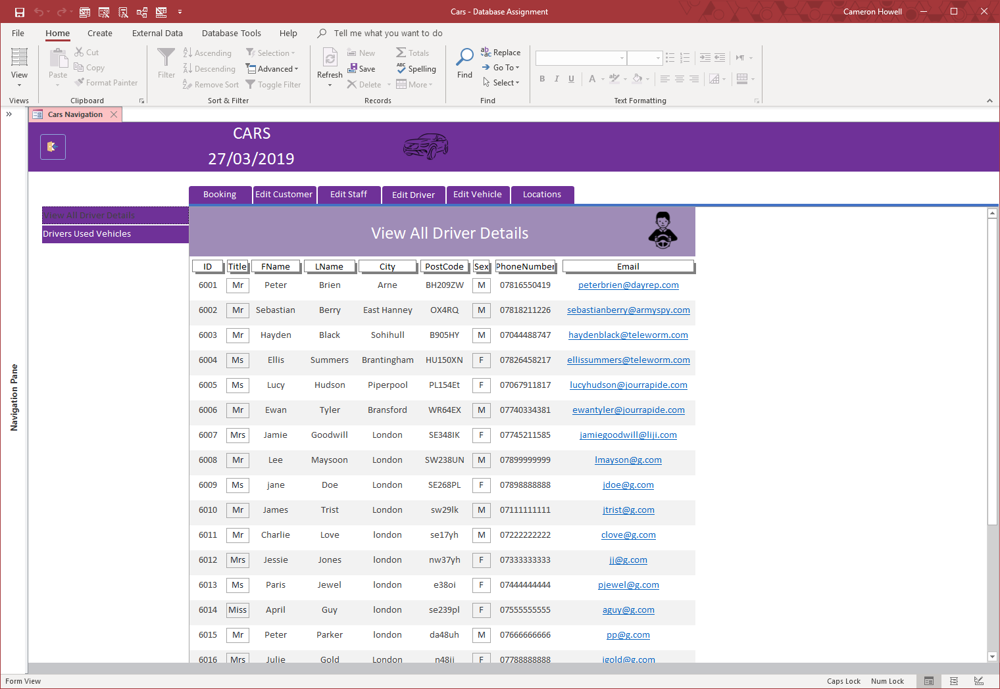 Cars - Database Assignment
Cameron Howell
File Home Create External Data Database Tools Help Tell me what you want to do
View
Views
Paste
Cut
Copy
Format Painter
Clipboard
Filter
Ascending
Descending
Remove Sort
Selection
Advanced
Toggle Filter
Sort & Filter
Refresh
New
Save
Delete
Totals
Spelling
More
Records
Find
Replace
Go To
Select
Find
B I U A
Text Formatting
Cars Navigation
CARS
27/03/2019
Booking Edit Customer Edit Staff Edit Driver Edit Vehicle Locations
View All Driver Details
Drivers Used Vehicles
Navigation Pane
View All Driver Details
ID Title FName LName City PostCode Sex PhoneNumber Email
6001 Mr Peter Brien Arne BH209ZW M 07816550419 peterbrien@dayrep.com
6002 Mr Sebastian Berry East Hanney OX4RQ M 07818211226 sebastianberry@armyspy.com
6003 Mr Hayden Black Sohihull B905HY M 07044488747 haydenblack@teleworm.com
6004 Ms Ellis Summers Brantingham HU150XN F 07826458217 ellissummers@teleworm.com
6005 Ms Lucy Hudson Piperpool PL154Et F 07067911817 lucyhudson@jourrapide.com
6006 Mr Ewan Tyler Bransford WR64EX M 07740334381 ewantyler@jourrapide.com
6007 Mrs Jamie Goodwill London SE348IK F 07745211585 jamiegoodwill@liji.com
6008 Mr Lee Maysoon London SW238UN M 07899999999 lmayson@g.com
6009 Ms jane Doe London SE268PL F 07898888888 jdoe@g.com
6010 Mr James Trist London sw29lk M 07111111111 jtrist@g.com
6011 Mr Charlie Love london se17yh M 07222222222 clove@g.com
6012 Mrs Jessie Jones london nw37yh F 07333333333 jj@g.com
6013 Ms Paris Jewel london e38oi F 07444444444 pjewel@g.com
6014 Miss April Guy london se239pl F 07555555555 aguy@g.com
6015 Mr Peter Parker london da48uh M 07666666666 pp@g.com
6016 Mrs Julie Gold London F 07788888888 jgold@g.com
Form View
Caps Lock Num Lock